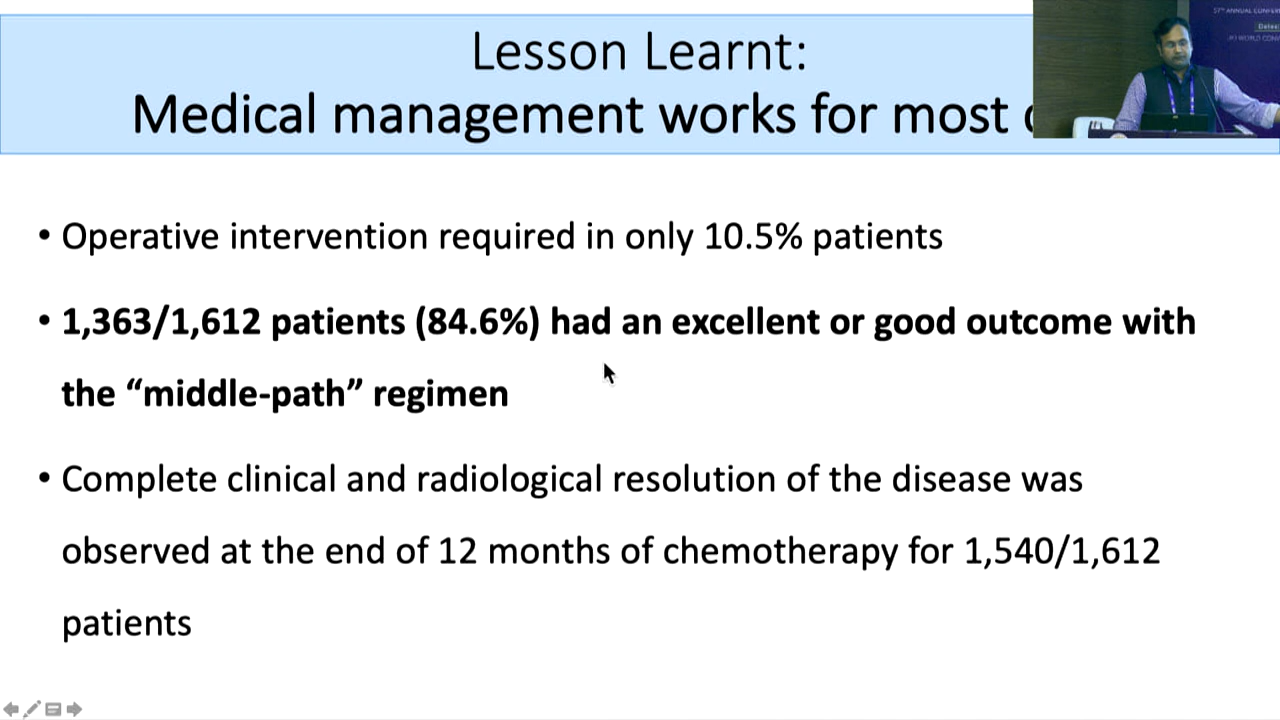 Lesson Learnt:
Medical management works for most
57th ANNUAL CONFER
• Operative intervention required in only 10.5% patients
• 1,363/1,612 patients (84.6%) had an excellent or good outcome with
the “middle-path” regimen
• Complete clinical and radiological resolution of the disease was
observed at the end of 12 months of chemotherapy for 1,540/1,612
patients